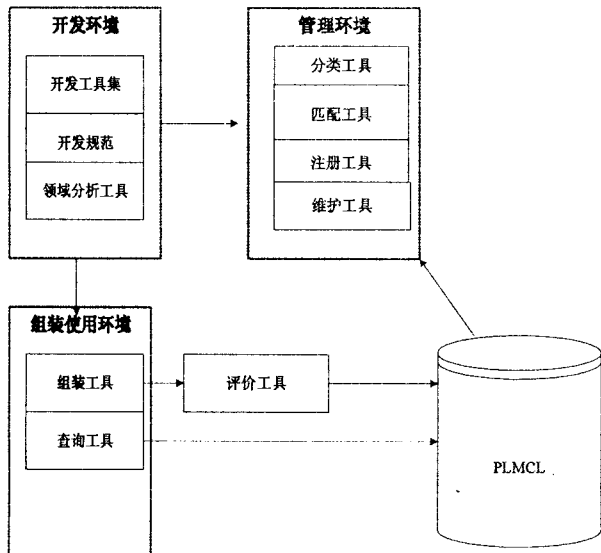 开发环境
开发工具集
开发规范
领域分析工具
管理环境
分类工具
匹配工具
注册工具
维护工具
组装使用环境
组装工具
查询工具
评价工具
PLMCL